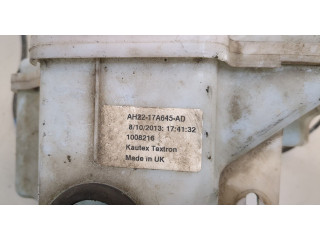 AH22-17A645-AD
8/10/2013; 17:41:32
1008216
Kautex Textron
Made in UK